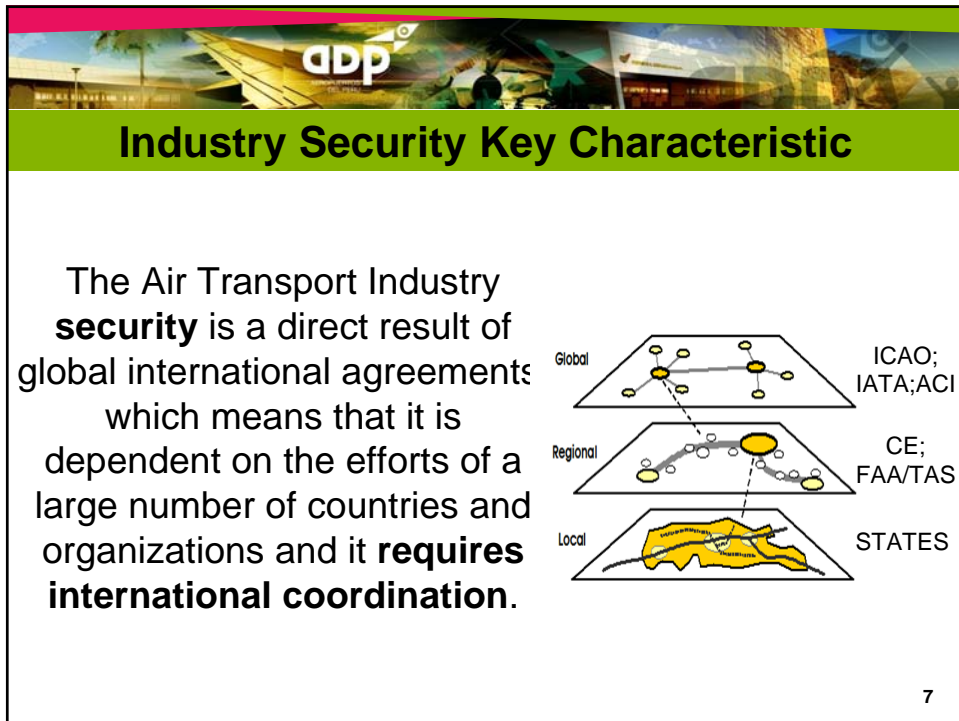 adp
DEL PERU
Industry Security Key Characteristic
The Air Transport Industry
security is a direct result of
global international agreements
which means that it is
dependent on the efforts of a
large number of countries and
organizations and it requires
international coordination.
Global
ICAO;
IATA;ACI
Regional
CE;
FAA/TAS
Local
STATES
7